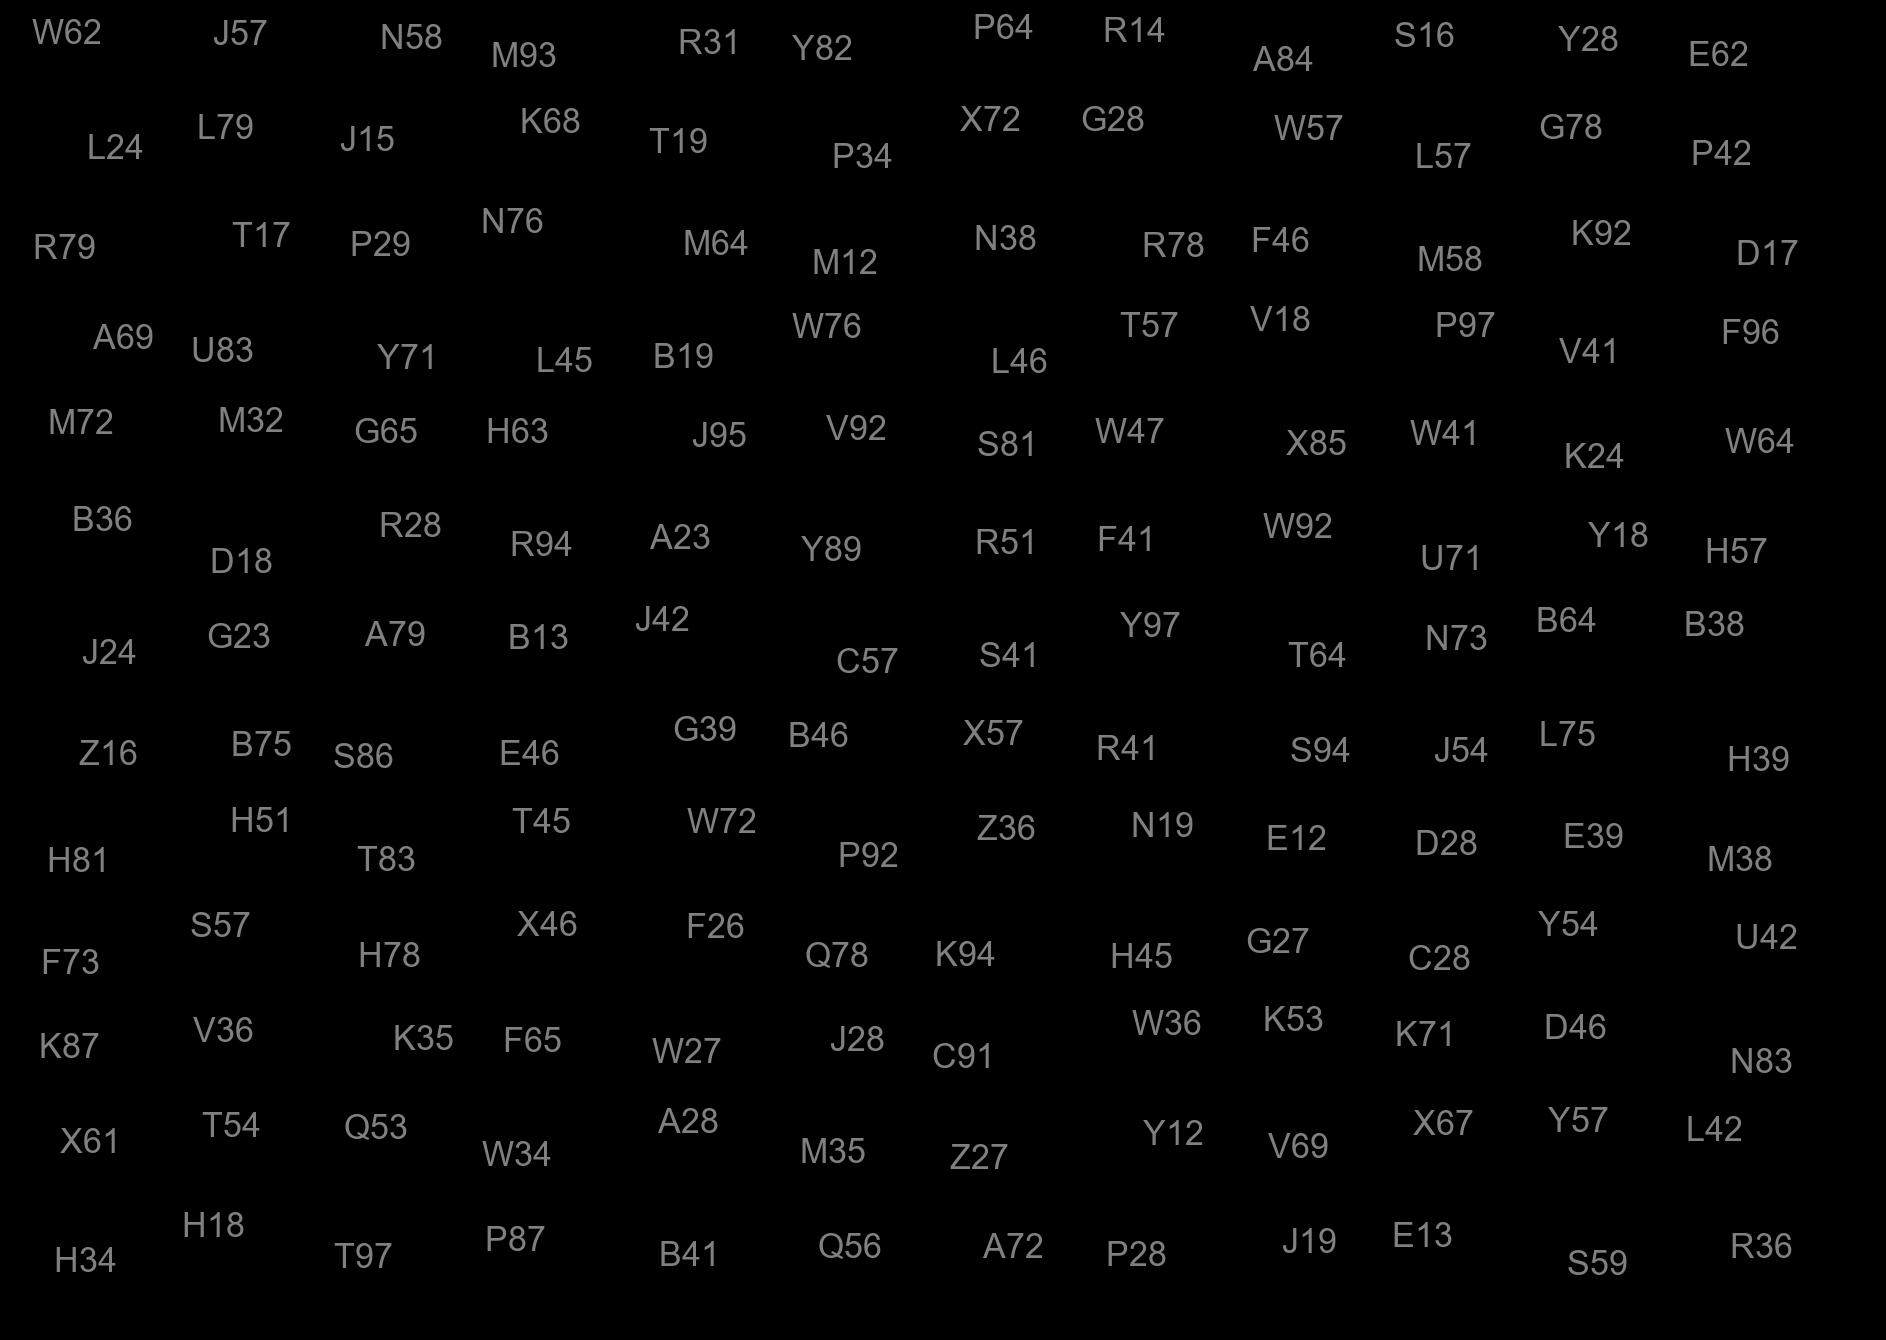 W62 J57 N58 M93 R31 Y82 P64 R14 A84 S16 Y28 E62
L24 L79 J15 K68 T19 P34 X72 G28 W57 L57 G78 P42
R79 T17 P29 N76 M64 M12 N38 R78 F46 M58 K92 D17
A69 U83 Y71 L45 B19 W76 L46 T57 V18 P97 V41 F96
M72 M32 G65 H63 J95 V92 S81 W47 X85 W41 K24 W64
B36 D18 R28 R94 A23 Y89 R51 F41 W92 U71 Y18 H57
J24 G23 A79 B13 J42 C57 S41 Y97 T64 N73 B64 B38
Z16 B75 S86 E46 G39 B46 X57 R41 S94 J54 L75 H39
H81 H51 T83 T45 W72 P92 Z36 N19 E12 D28 E39 M38
F73 S57 H78 X46 F26 Q78 K94 H45 G27 C28 Y54 U42
K87 V36 K35 F65 W27 J28 C91 W36 K53 K71 D46 N83
X61 T54 Q53 W34 A28 M35 Z27 Y12 V69 X67 Y57 L42
H34 H18 T97 P87 B41 Q56 A72 P28 J19 E13 S59 R36